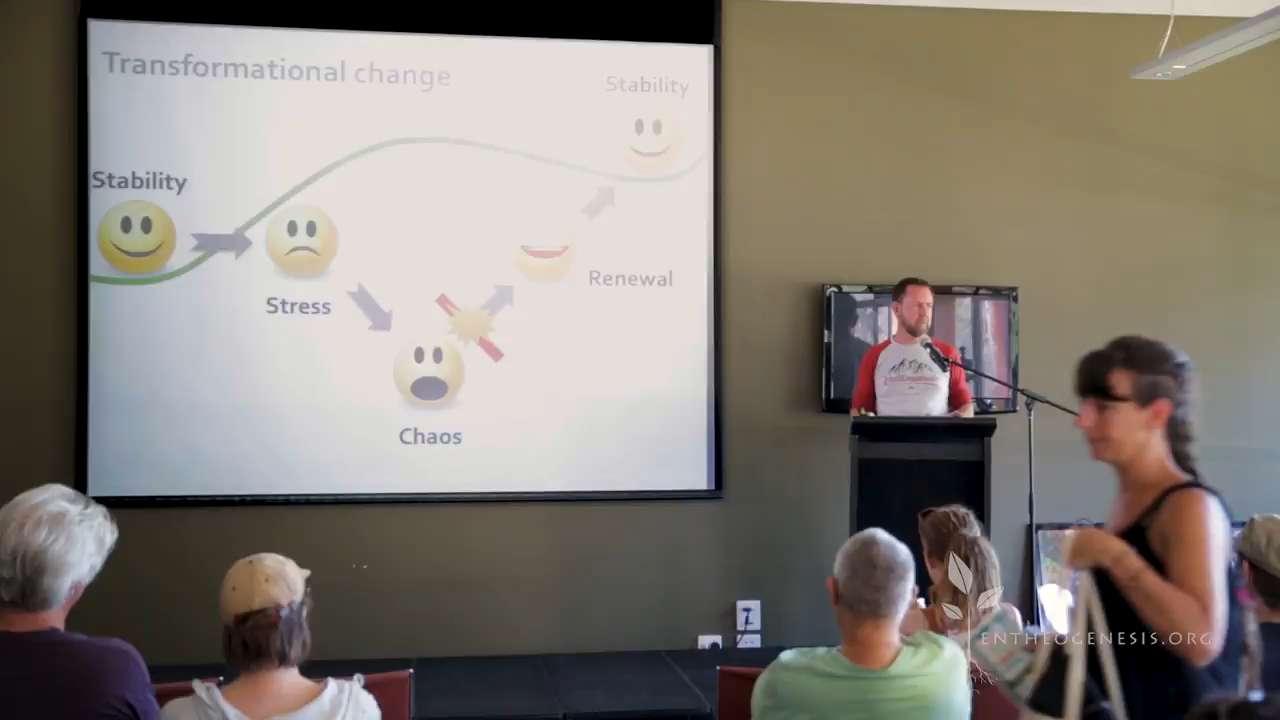 Transformational change
Stability
Stability
Stress
Renewal
Chaos
ENTHEOGENESIS.ORG